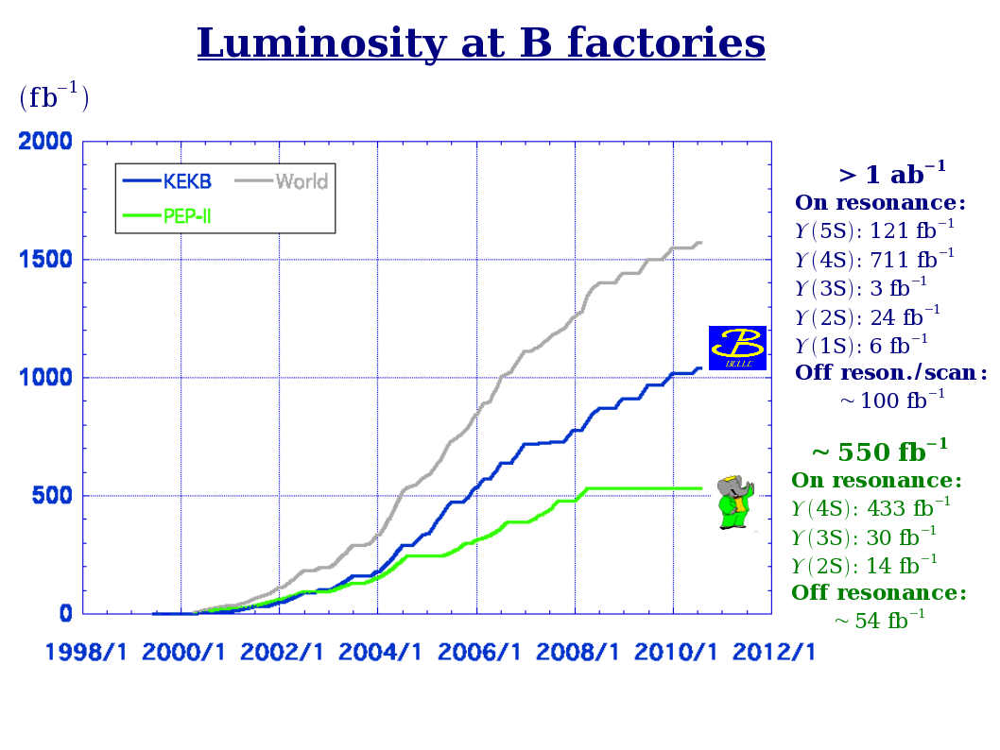 Luminosity at B factories
(fb⁻¹)
2000
1500
1000
500
0
KEKB
World
PEP-II
1998/1 2000/1 2002/1 2004/1 2006/1 2008/1 2010/1 2012/1
BELLE
> 1 ab⁻¹
On resonance:
ϒ(5S): 121 fb⁻¹
ϒ(4S): 711 fb⁻¹
ϒ(3S): 3 fb⁻¹
ϒ(2S): 24 fb⁻¹
ϒ(1S): 6 fb⁻¹
Off reson./scan:
~ 100 fb⁻¹
~ 550 fb⁻¹
On resonance:
ϒ(4S): 433 fb⁻¹
ϒ(3S): 30 fb⁻¹
ϒ(2S): 14 fb⁻¹
Off resonance:
~ 54 fb⁻¹